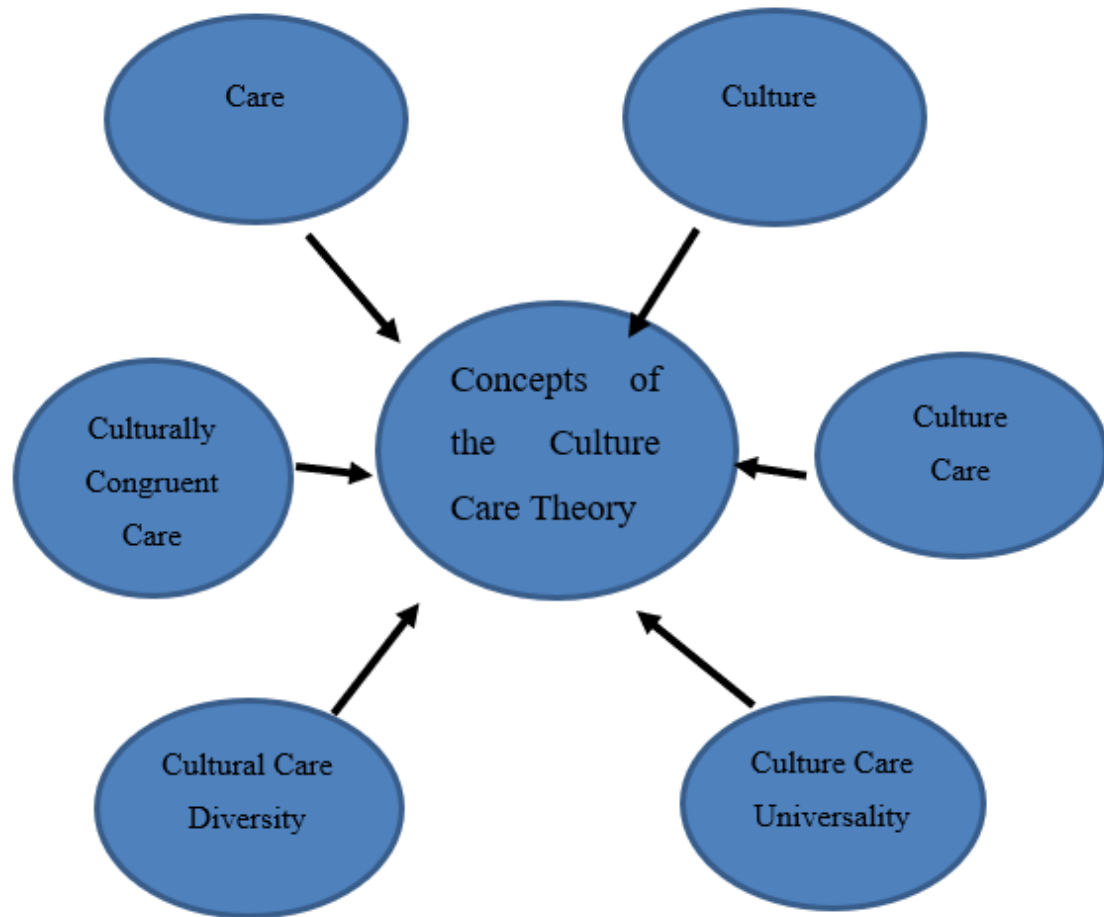 Care
Culture
Concepts of
the Culture
Care Theory
Culturally
Congruent
Care
Culture
Care
Cultural Care
Diversity
Culture Care
Universality